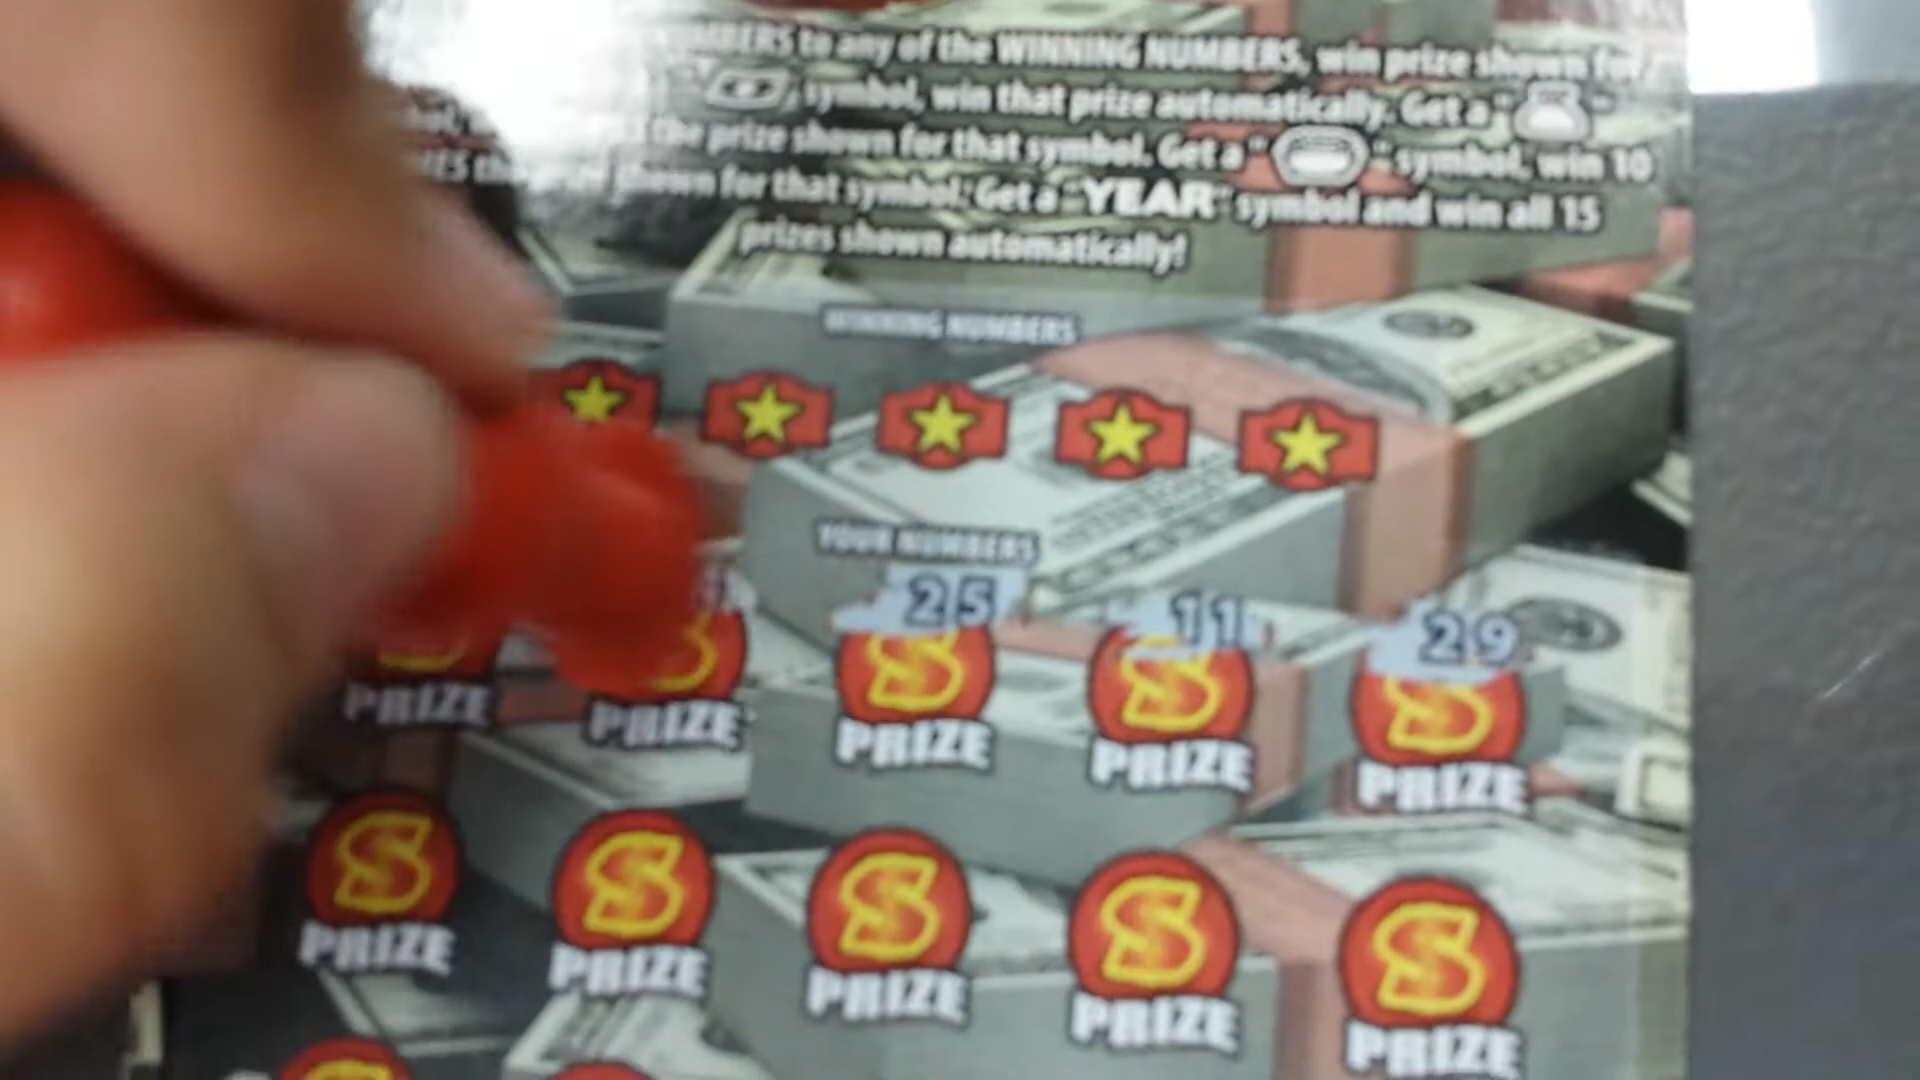 to any of the WINNING NUMBERS, win prize shown for
symbol, win that prize automatically. Get a " "
the prize shown for that symbol. Get a " " symbol, win 10
shown for that symbol. Get a "YEAR" symbol and win all 15
prizes shown automatically!
WINNING NUMBERS
YOUR NUMBERS
25 11 29
PRIZE PRIZE PRIZE PRIZE PRIZE
PRIZE PRIZE PRIZE PRIZE PRIZE